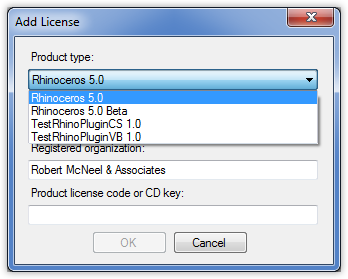 Add License
Product type:
Rhinoceros 5.0
Rhinoceros 5.0
Rhinoceros 5.0 Beta
TestRhinoPluginCS 1.0
TestRhinoPluginVB 1.0
Registered organization:
Robert McNeel & Associates
Product license code or CD key:
OK
Cancel